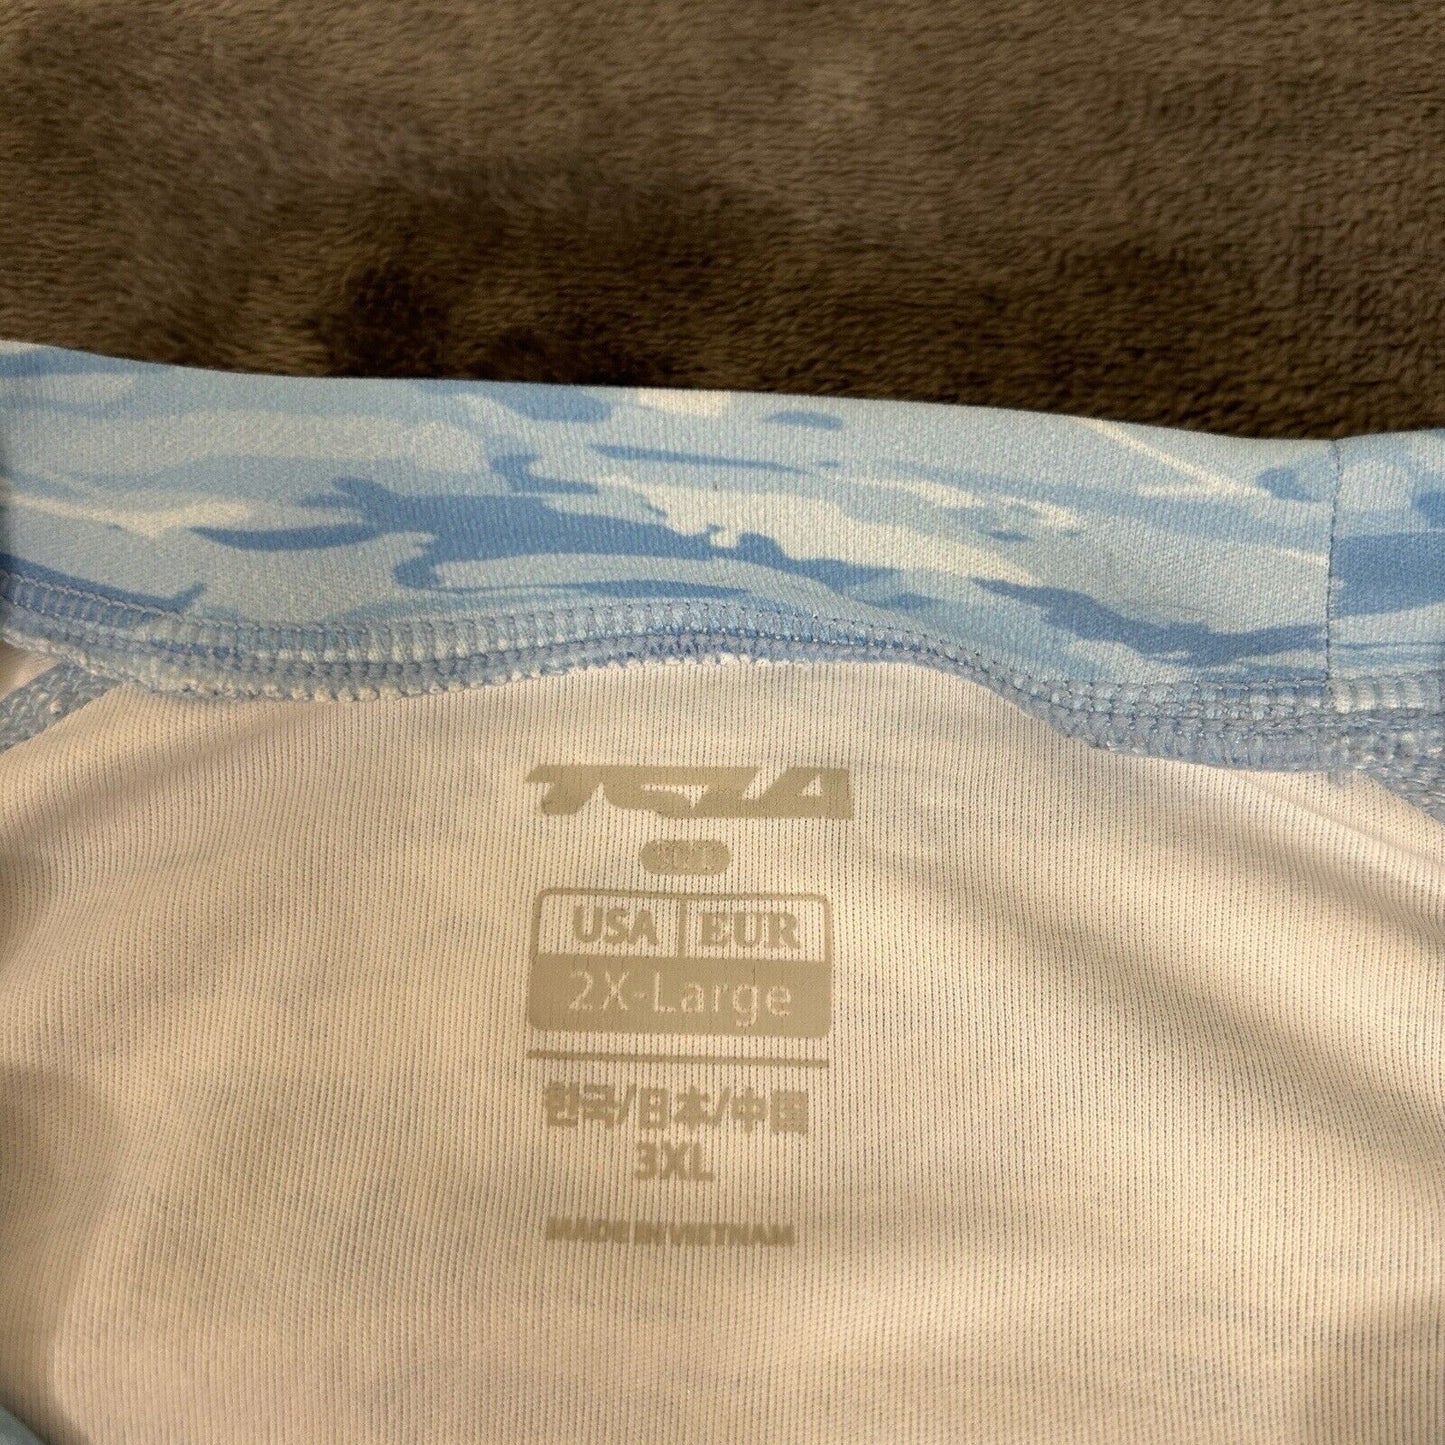 TSLA
USA | EUR
2X-Large
한국/日本/中国
3XL
MADE IN VIETNAM